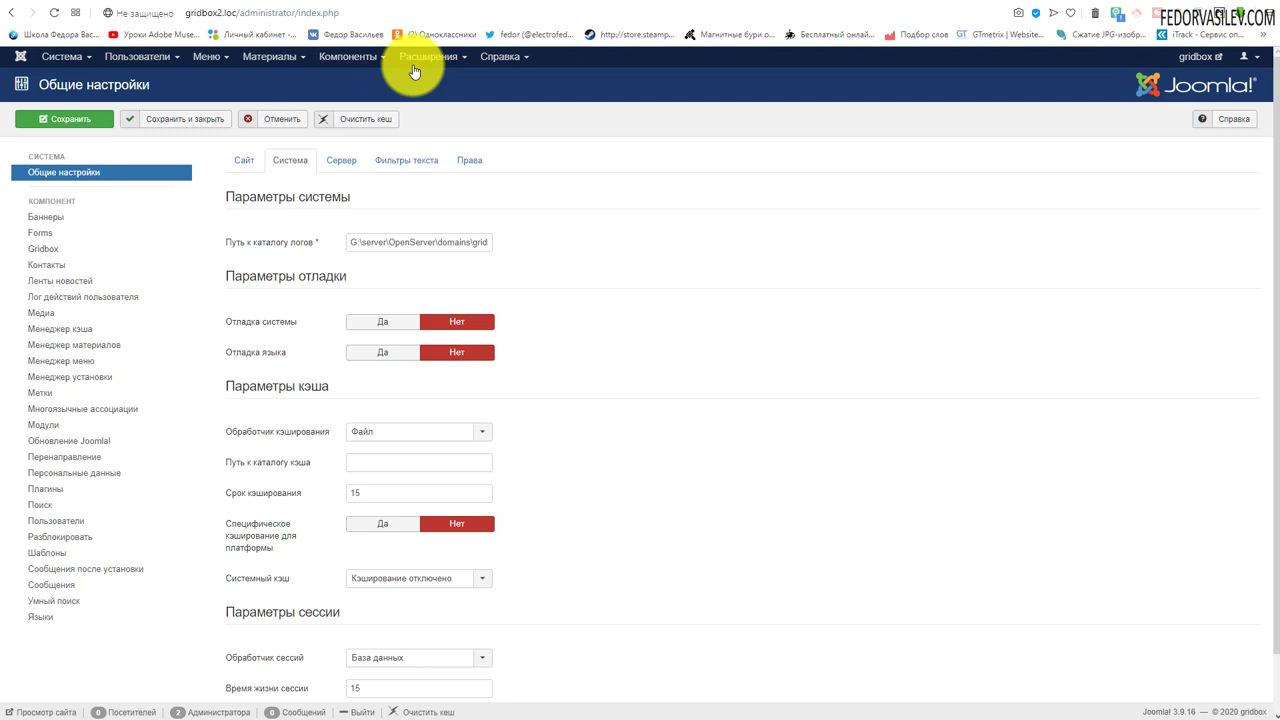 Не защищено gridbox2.loc/administrator/index.php
FEDORVASILEV.COM
Школа Федора Вас... Уроки Adobe Muse... Личный кабинет -... Федор Васильев (7) Одноклассники fedor (@electrofed... http://store.steamp... Магнитные бури о... Бесплатный онлай... Подбор слов GTmetrix | Website... Сжатие JPG-изобр... iTrack - Сервис оп...
Система Пользователи Меню Материалы Компоненты Расширения Справка gridbox
Общие настройки Joomla!
Сохранить Сохранить и закрыть Отменить Очистить кеш Справка
СИСТЕМА
Общие настройки
КОМПОНЕНТ
Баннеры
Forms
Gridbox
Контакты
Ленты новостей
Лог действий пользователя
Медиа
Менеджер кэша
Менеджер материалов
Менеджер меню
Менеджер установки
Метки
Многоязычные ассоциации
Модули
Обновление Joomla!
Перенаправление
Персональные данные
Плагины
Поиск
Пользователи
Разблокировать
Шаблоны
Сообщения после установки
Сообщения
Умный поиск
Языки
Сайт Система Сервер Фильтры текста Права
Параметры системы
Путь к каталогу логов * G:\server\OpenServer\domains\grid
Параметры отладки
Отладка системы Да Нет
Отладка языка Да Нет
Параметры кэша
Обработчик кэширования Файл
Путь к каталогу кэша
Срок кэширования 15
Специфическое
кэширование для
платформы
Да Нет
Системный кэш Кэширование отключено
Параметры сессии
Обработчик сессий База данных
Время жизни сессии 15
Просмотр сайта 0 Посетителей 2 Администратора 0 Сообщений Выйти Очистить кеш Joomla! 3.9.16 — © 2020 gridbox